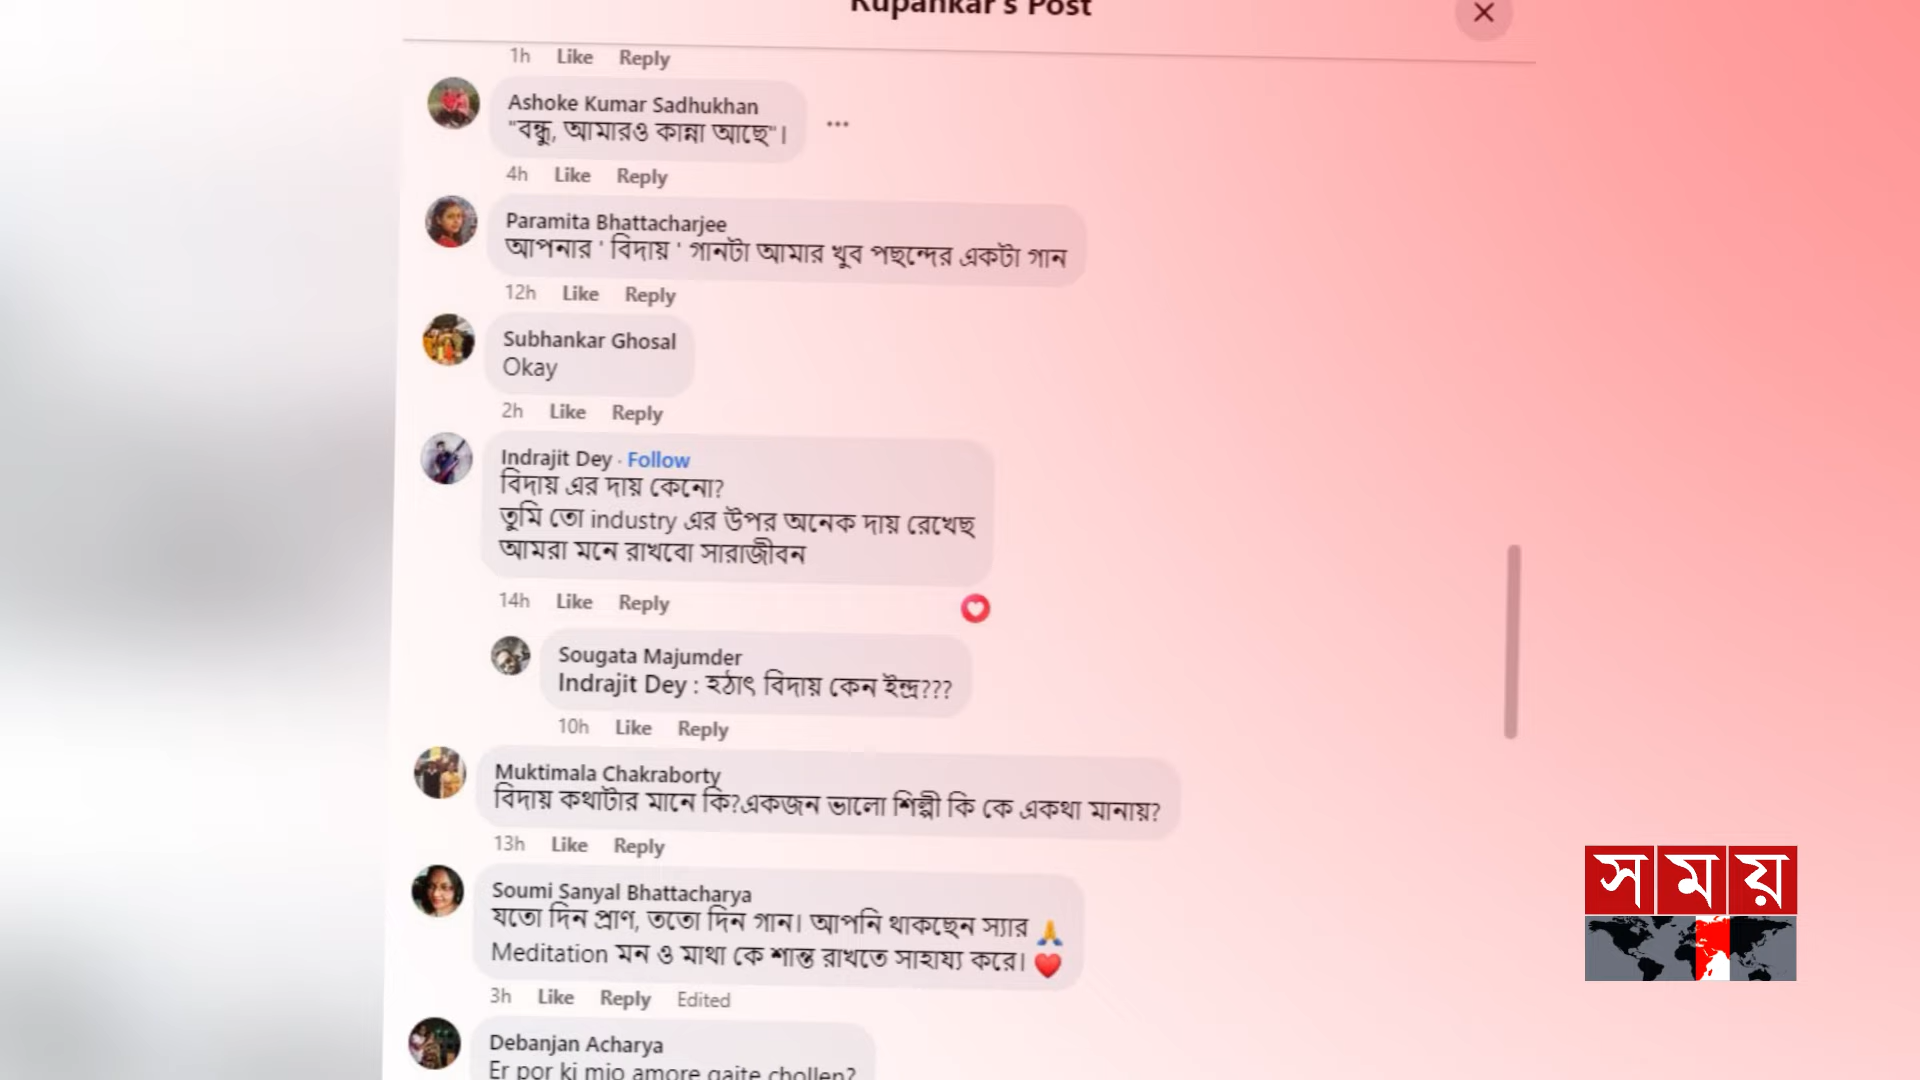 Rupankar's Post
1h Like Reply
Ashoke Kumar Sadhukhan
"বন্ধু, আমারও কান্না আছে"।
4h Like Reply
Paramita Bhattacharjee
আপনার ' বিদায় ' গানটা আমার খুব পছন্দের একটা গান
12h Like Reply
Subhankar Ghosal
Okay
2h Like Reply
Indrajit Dey · Follow
বিদায় এর দায় কেনো?
তুমি তো industry এর উপর অনেক দায় রেখেছ
আমরা মনে রাখবো সারাজীবন
14h Like Reply
Sougata Majumder
Indrajit Dey : হঠাৎ বিদায় কেন ইন্দ্র???
10h Like Reply
Muktimala Chakraborty
বিদায় কথাটার মানে কি?একজন ভালো শিল্পী কি কে একথা মানায়?
13h Like Reply
Soumi Sanyal Bhattacharya
যতো দিন প্রাণ, ততো দিন গান। আপনি থাকছেন স্যার 🙏
Meditation মন ও মাথা কে শান্ত রাখতে সাহায্য করে। ❤️
3h Like Reply Edited
Debanjan Acharya
Er por ki mio amore gaite chollen?
সময়